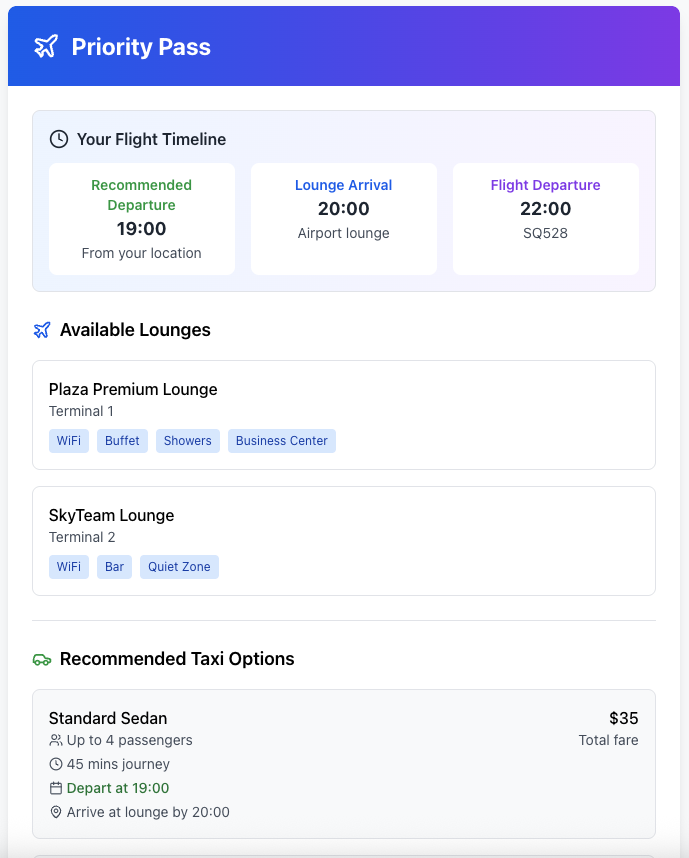 Priority Pass
Your Flight Timeline
Recommended
Departure
19:00
From your location
Lounge Arrival
20:00
Airport lounge
Flight Departure
22:00
SQ528
Available Lounges
Plaza Premium Lounge
Terminal 1
WiFi Buffet Showers Business Center
SkyTeam Lounge
Terminal 2
WiFi Bar Quiet Zone
Recommended Taxi Options
Standard Sedan
$35
Up to 4 passengers
Total fare
45 mins journey
Depart at 19:00
Arrive at lounge by 20:00